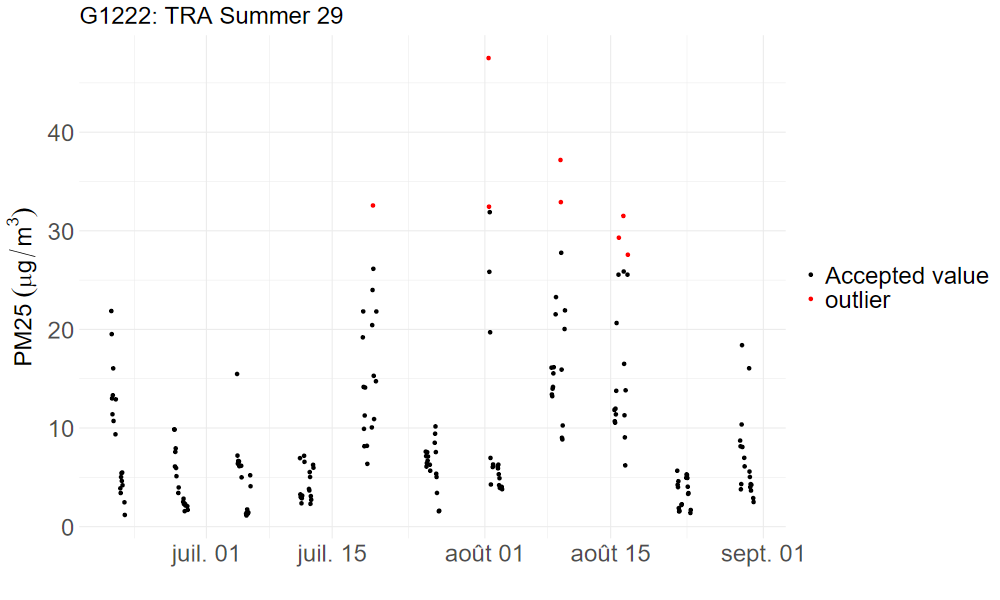 G1222: TRA Summer 29
PM25 (μg/m³)
40
30
20
10
0
juil. 01
juil. 15
août 01
août 15
sept. 01
Accepted value
outlier